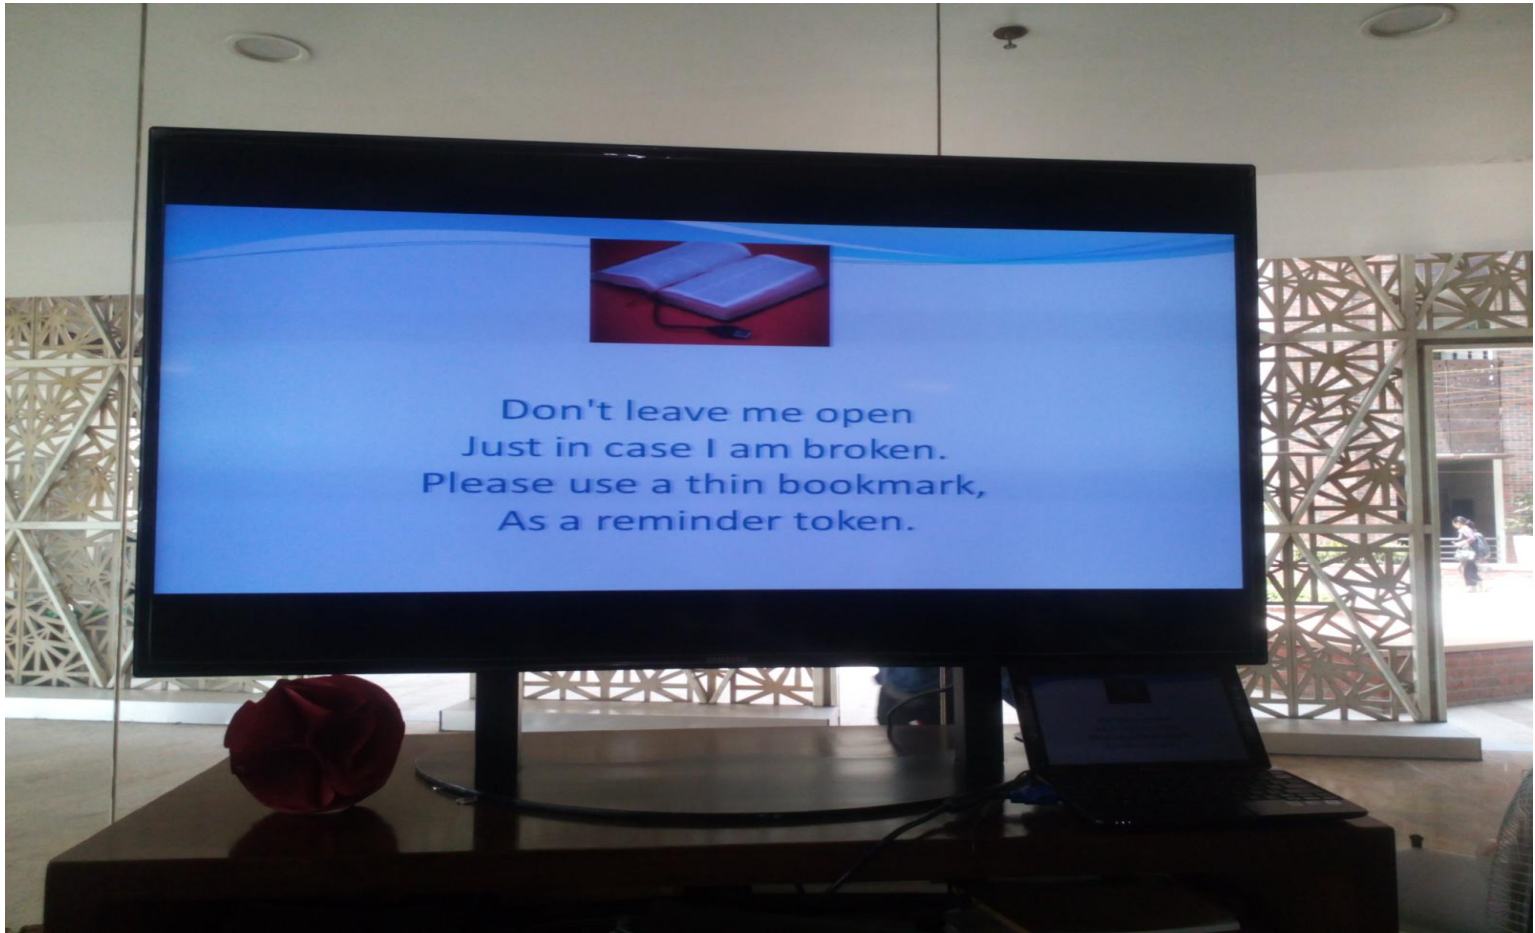 Don't leave me open
Just in case I am broken.
Please use a thin bookmark,
As a reminder token.